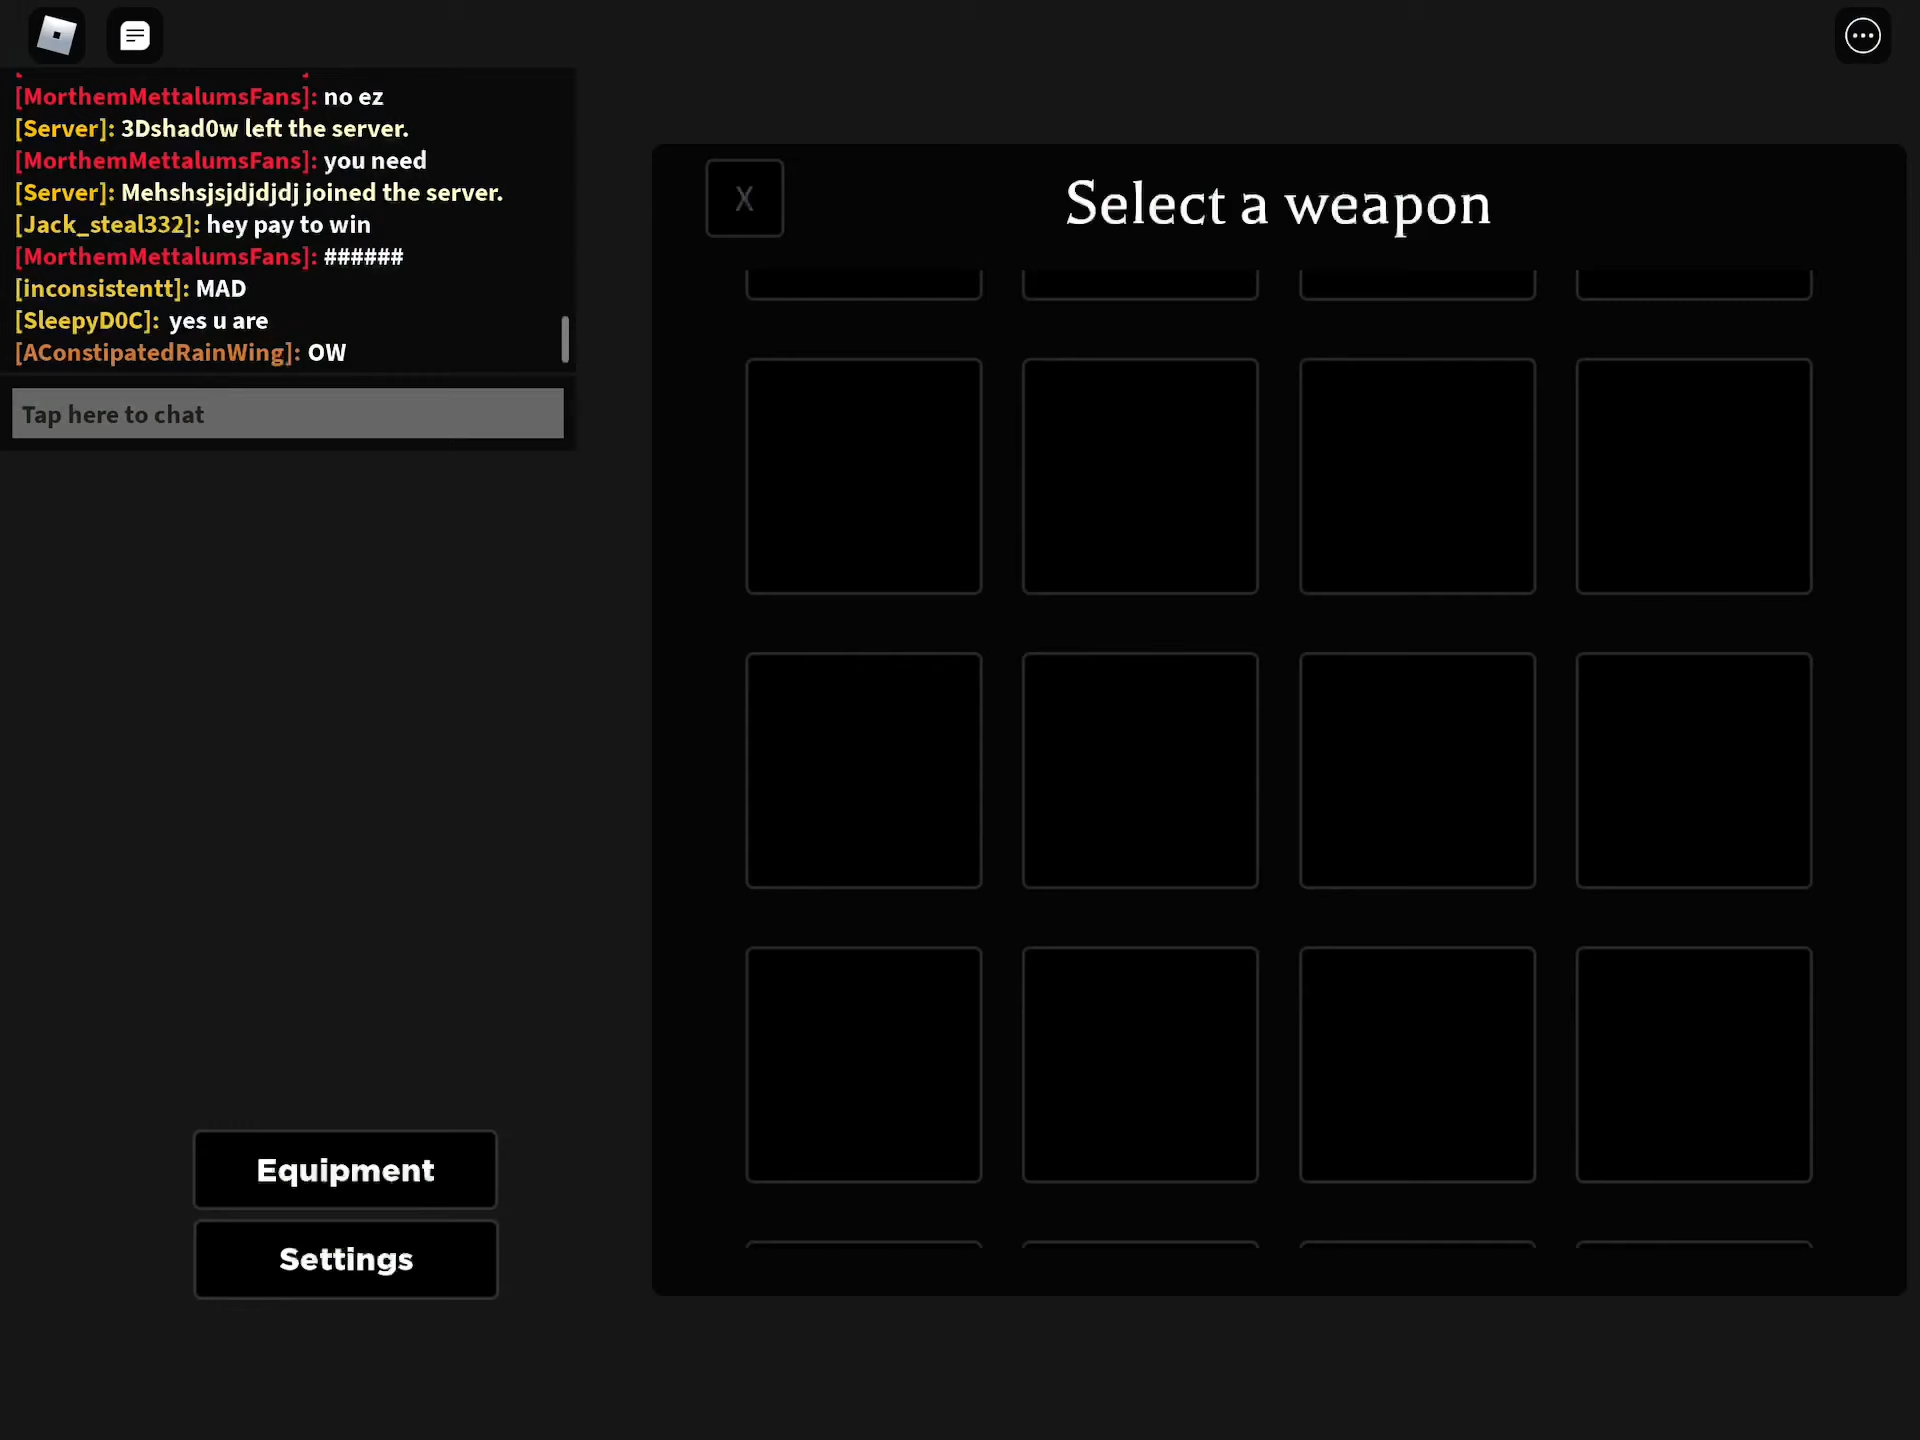 [MorthemMettalumsFans]: no ez
[Server]: 3Dshad0w left the server.
[MorthemMettalumsFans]: you need
[Server]: Mehshsjsjdjdjdj joined the server.
[Jack_steal332]: hey pay to win
[MorthemMettalumsFans]: ######
[inconsistentt]: MAD
[SleepyD0C]: yes u are
[AConstipatedRainWing]: OW
Tap here to chat
X
Select a weapon
Equipment
Settings